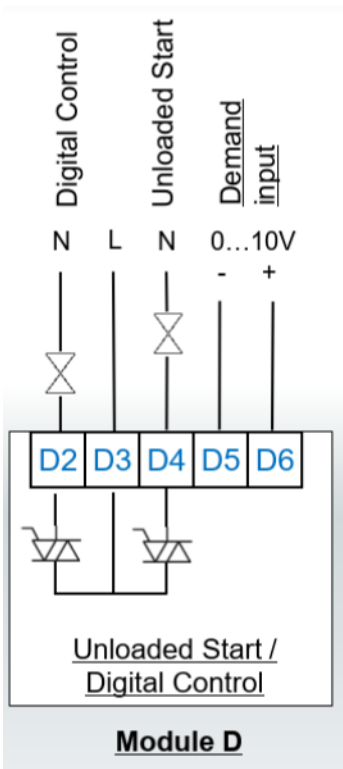 Digital Control
Unloaded Start
Demand
input
N L N 0...10V
- +
D2 D3 D4 D5 D6
Unloaded Start /
Digital Control
Module D